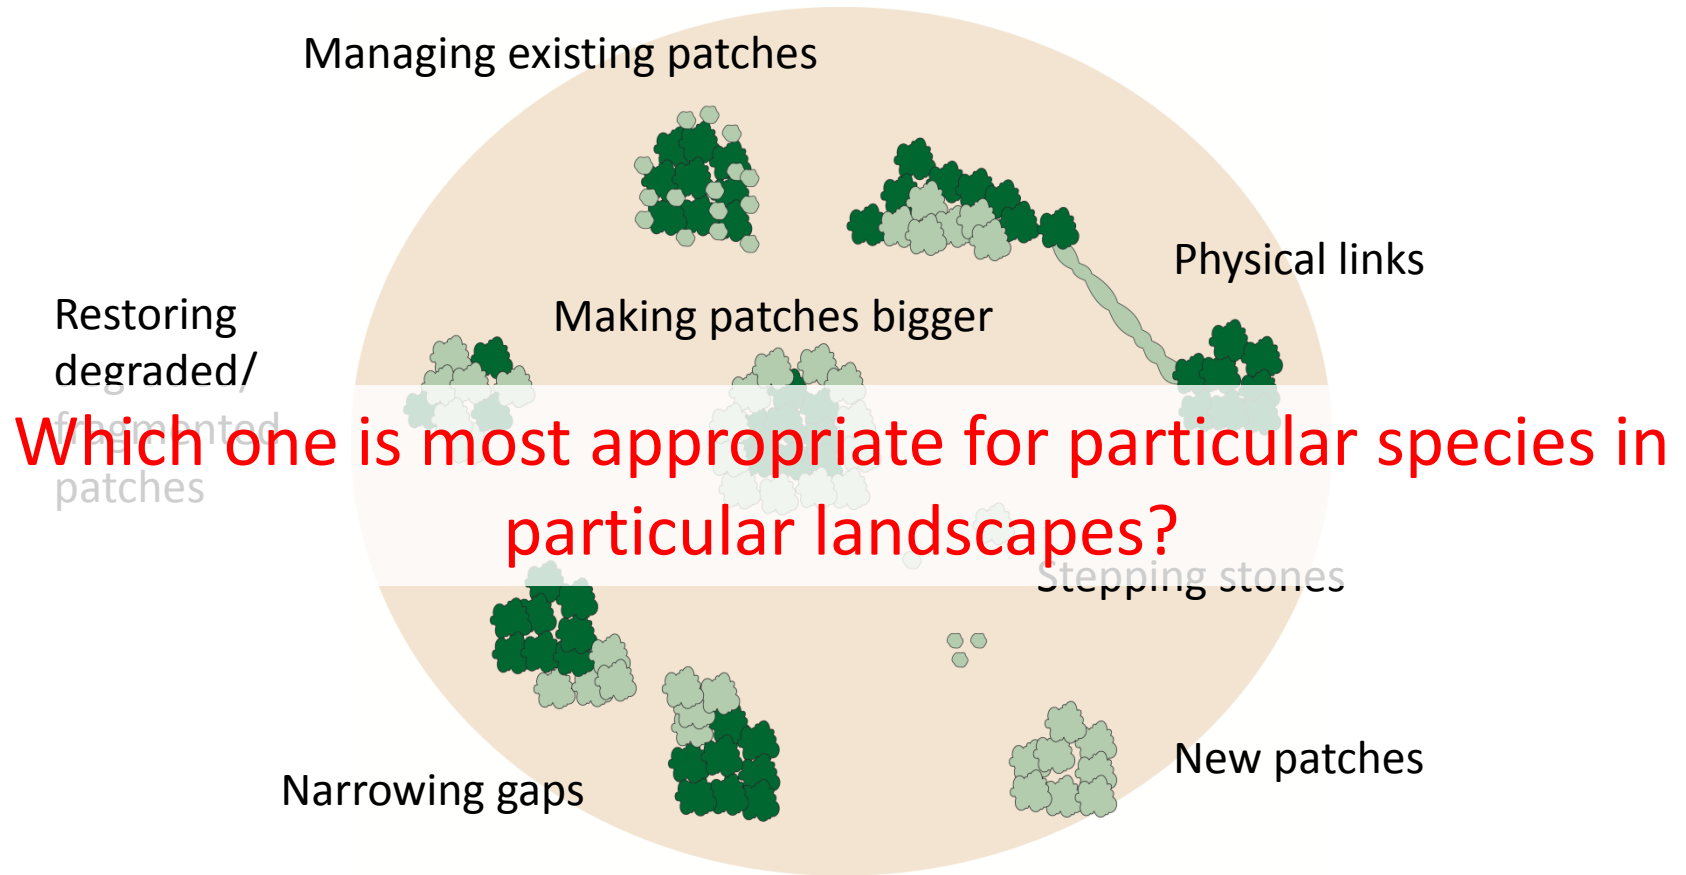 Managing existing patches
Physical links
Restoring
degraded/
fragmented
patches
Making patches bigger
Which one is most appropriate for particular species in
particular landscapes?
Stepping stones
Narrowing gaps
New patches